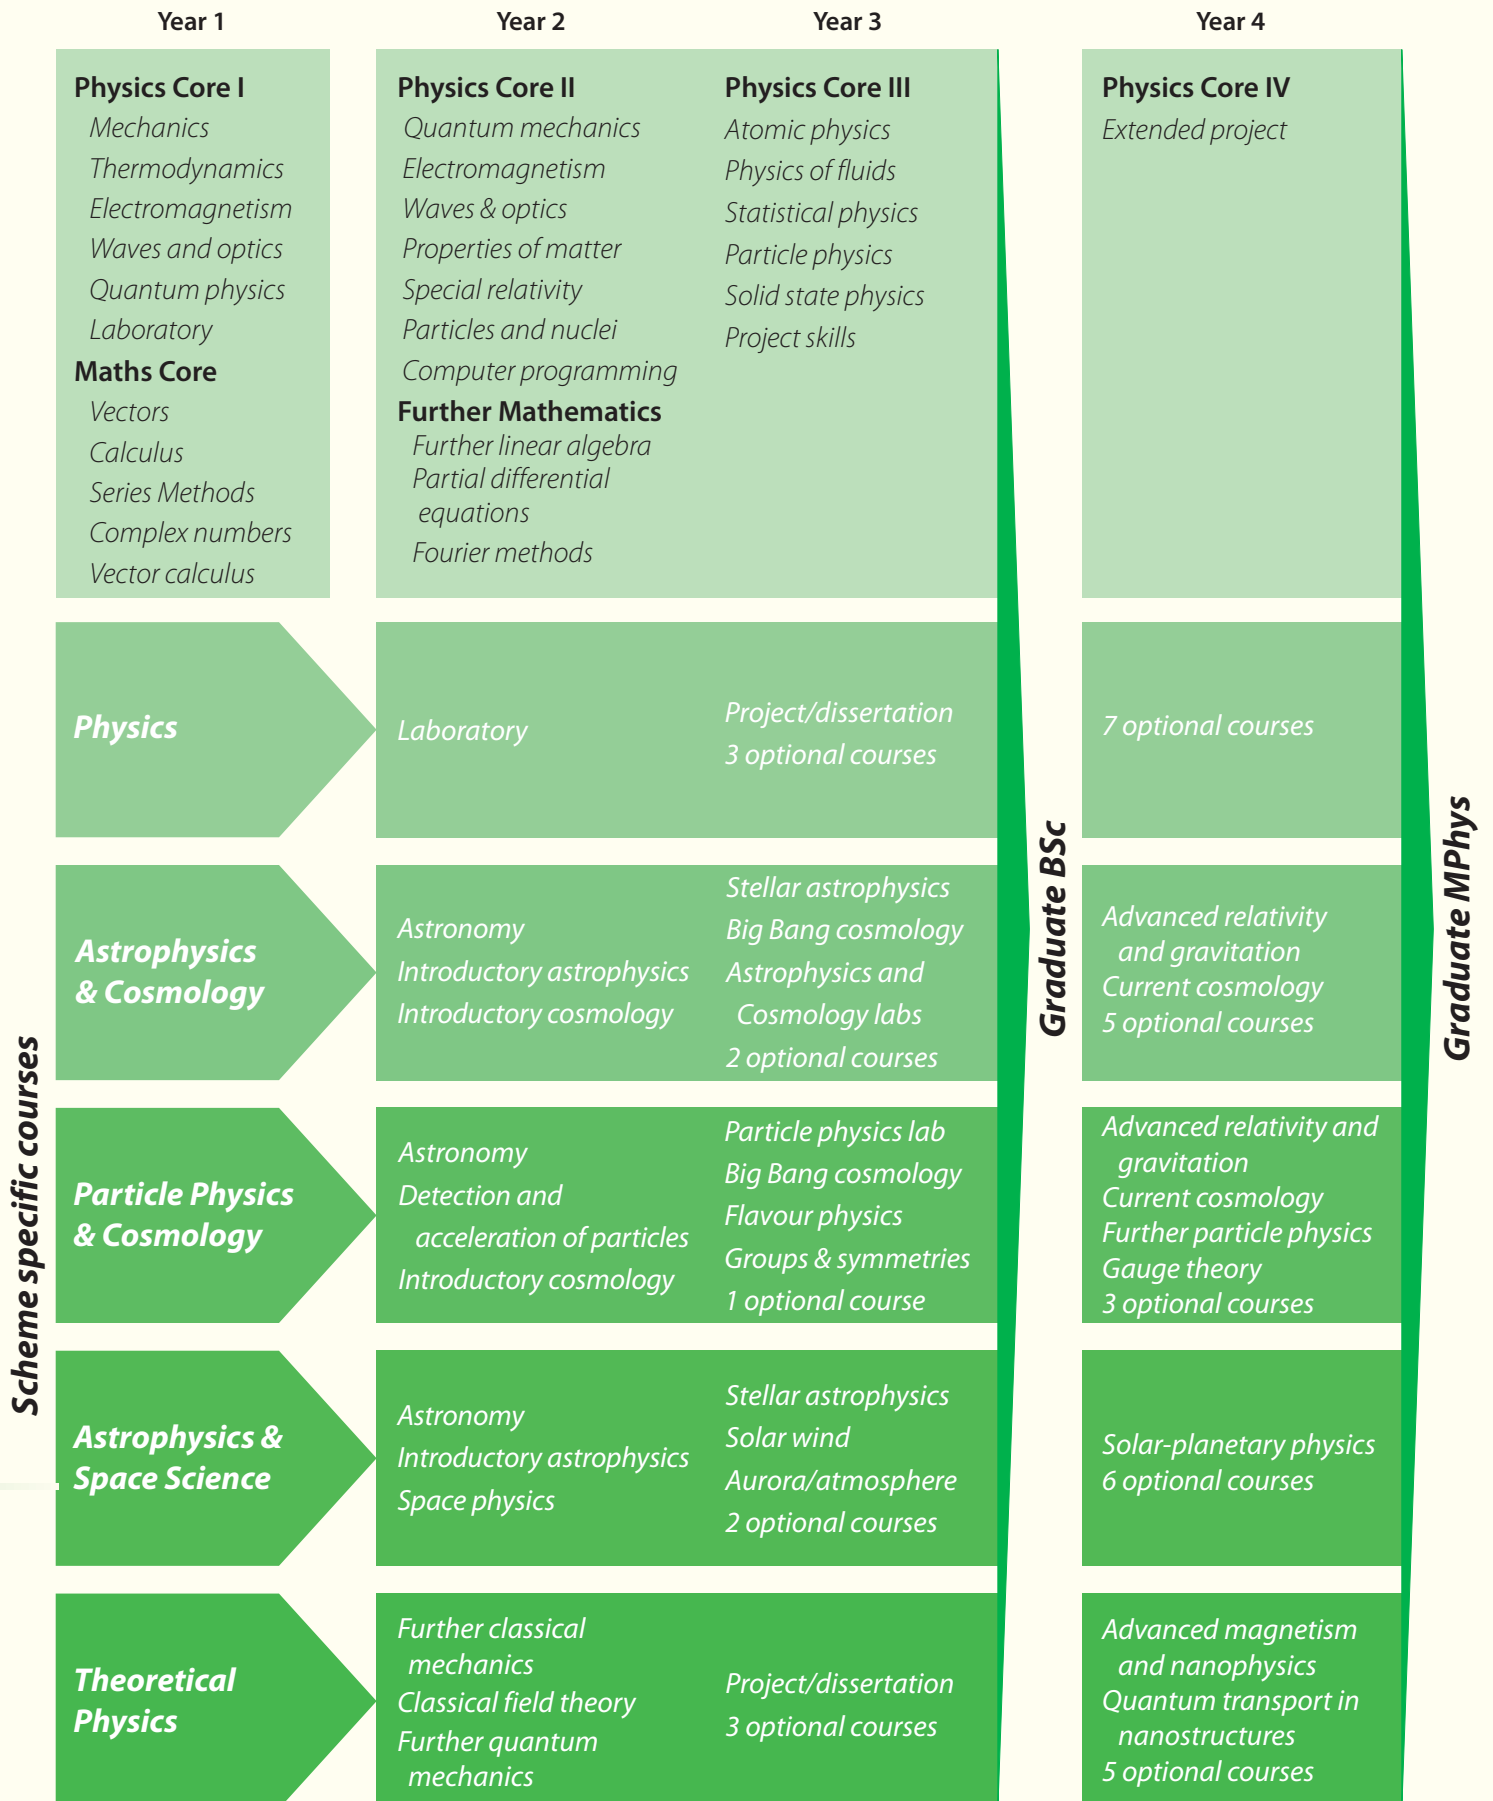 Year 1
Year 2
Year 3
Year 4
Physics Core I
Mechanics
Thermodynamics
Electromagnetism
Waves and optics
Quantum physics
Laboratory
Maths Core
Vectors
Calculus
Series Methods
Complex numbers
Vector calculus
Physics Core II
Quantum mechanics
Electromagnetism
Waves & optics
Properties of matter
Special relativity
Particles and nuclei
Computer programming
Further Mathematics
Further linear algebra
Partial differential
equations
Fourier methods
Physics Core III
Atomic physics
Physics of fluids
Statistical physics
Particle physics
Solid state physics
Project skills
Physics Core IV
Extended project
Scheme specific courses
Physics
Laboratory
Project/dissertation
3 optional courses
7 optional courses
Astrophysics
& Cosmology
Astronomy
Introductory astrophysics
Introductory cosmology
Stellar astrophysics
Big Bang cosmology
Astrophysics and
Cosmology labs
2 optional courses
Advanced relativity
and gravitation
Current cosmology
5 optional courses
Particle Physics
& Cosmology
Astronomy
Detection and
acceleration of particles
Introductory cosmology
Particle physics lab
Big Bang cosmology
Flavour physics
Groups & symmetries
1 optional course
Advanced relativity and
gravitation
Current cosmology
Further particle physics
Gauge theory
3 optional courses
Astrophysics &
Space Science
Astronomy
Introductory astrophysics
Space physics
Stellar astrophysics
Solar wind
Aurora/atmosphere
2 optional courses
Solar-planetary physics
6 optional courses
Theoretical
Physics
Further classical
mechanics
Classical field theory
Further quantum
mechanics
Project/dissertation
3 optional courses
Advanced magnetism
and nanophysics
Quantum transport in
nanostructures
5 optional courses
Graduate BSc
Graduate MPhys